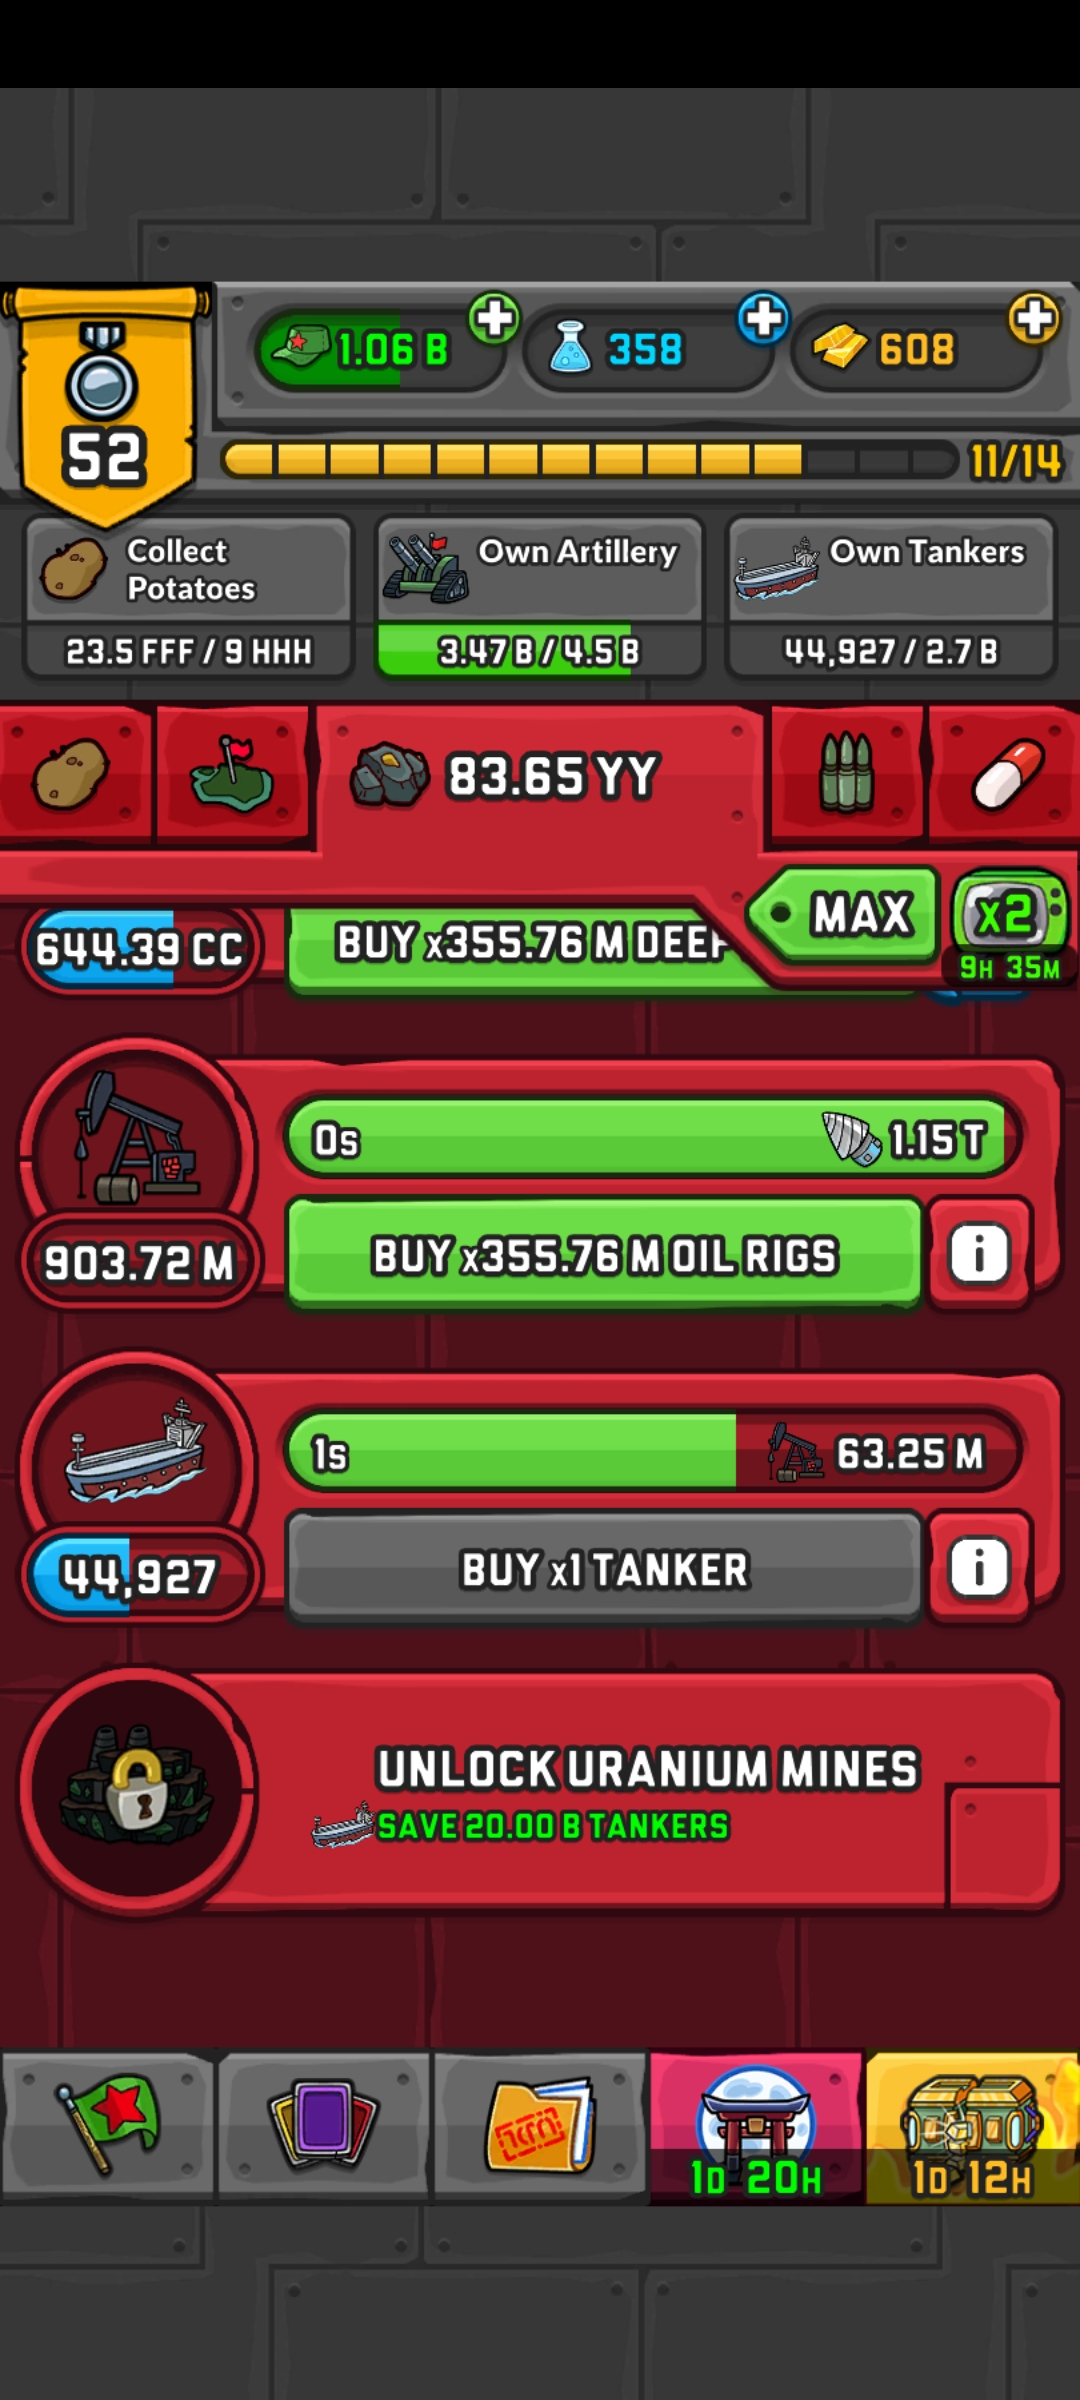 1.06 B
358
608
52
11/14
Collect
Potatoes
Own Artillery
Own Tankers
23.5 FFF / 9 HHH
3.47 B / 4.5 B
44,927 / 2.7 B
83.65 YY
MAX
x2
9H 35M
644.39 CC
BUY x355.76 M DEEP
0s
1.15 T
903.72 M
BUY x355.76 M OIL RIGS
i
1s
63.25 M
44,927
BUY x1 TANKER
i
UNLOCK URANIUM MINES
SAVE 20.00 B TANKERS
1D 20H
1D 12H